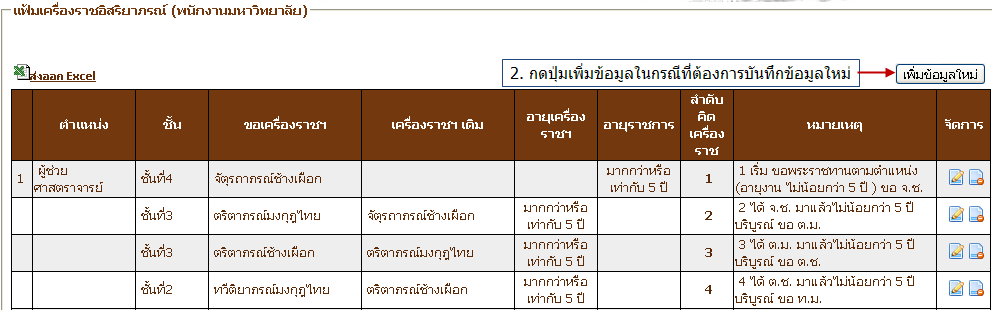 แฟ้มเครื่องราชอิสริยาภรณ์ (พนักงานมหาวิทยาลัย)
ส่งออก Excel
2. กดปุ่มเพิ่มข้อมูลในกรณีที่ต้องการบันทึกข้อมูลใหม่
เพิ่มข้อมูลใหม่
ตำแหน่ง
ชั้น
ขอเครื่องราชฯ
เครื่องราชฯ เดิม
อายุเครื่อง
ราชฯ
อายุราชการ
ลำดับ
คิด
เครื่อง
ราช
หมายเหตุ
จัดการ
1
ผู้ช่วย
ศาสตราจารย์
ชั้นที่4
จัตุรถาภรณ์ช้างเผือก
มากกว่าหรือ
เท่ากับ 5 ปี
1
1 เริ่ม ขอพระราชทานตามตำแหน่ง
(อายุงาน ไม่น้อยกว่า 5 ปี ) ขอ จ.ช.
ชั้นที่3
ตริตาภรณ์มงกุฎไทย
จัตุรถาภรณ์ช้างเผือก
มากกว่าหรือ
เท่ากับ 5 ปี
2
2 ได้ จ.ช. มาแล้วไม่น้อยกว่า 5 ปี
บริบูรณ์ ขอ ต.ม.
ชั้นที่3
ตริตาภรณ์ช้างเผือก
ตริตาภรณ์มงกุฎไทย
มากกว่าหรือ
เท่ากับ 5 ปี
3
3 ได้ ต.ม. มาแล้วไม่น้อยกว่า 5 ปี
บริบูรณ์ ขอ ต.ช.
ชั้นที่2
ทวีติยาภรณ์มงกุฎไทย
ตริตาภรณ์ช้างเผือก
มากกว่าหรือ
เท่ากับ 5 ปี
4
4 ได้ ต.ช. มาแล้วไม่น้อยกว่า 5 ปี
บริบูรณ์ ขอ ท.ม.